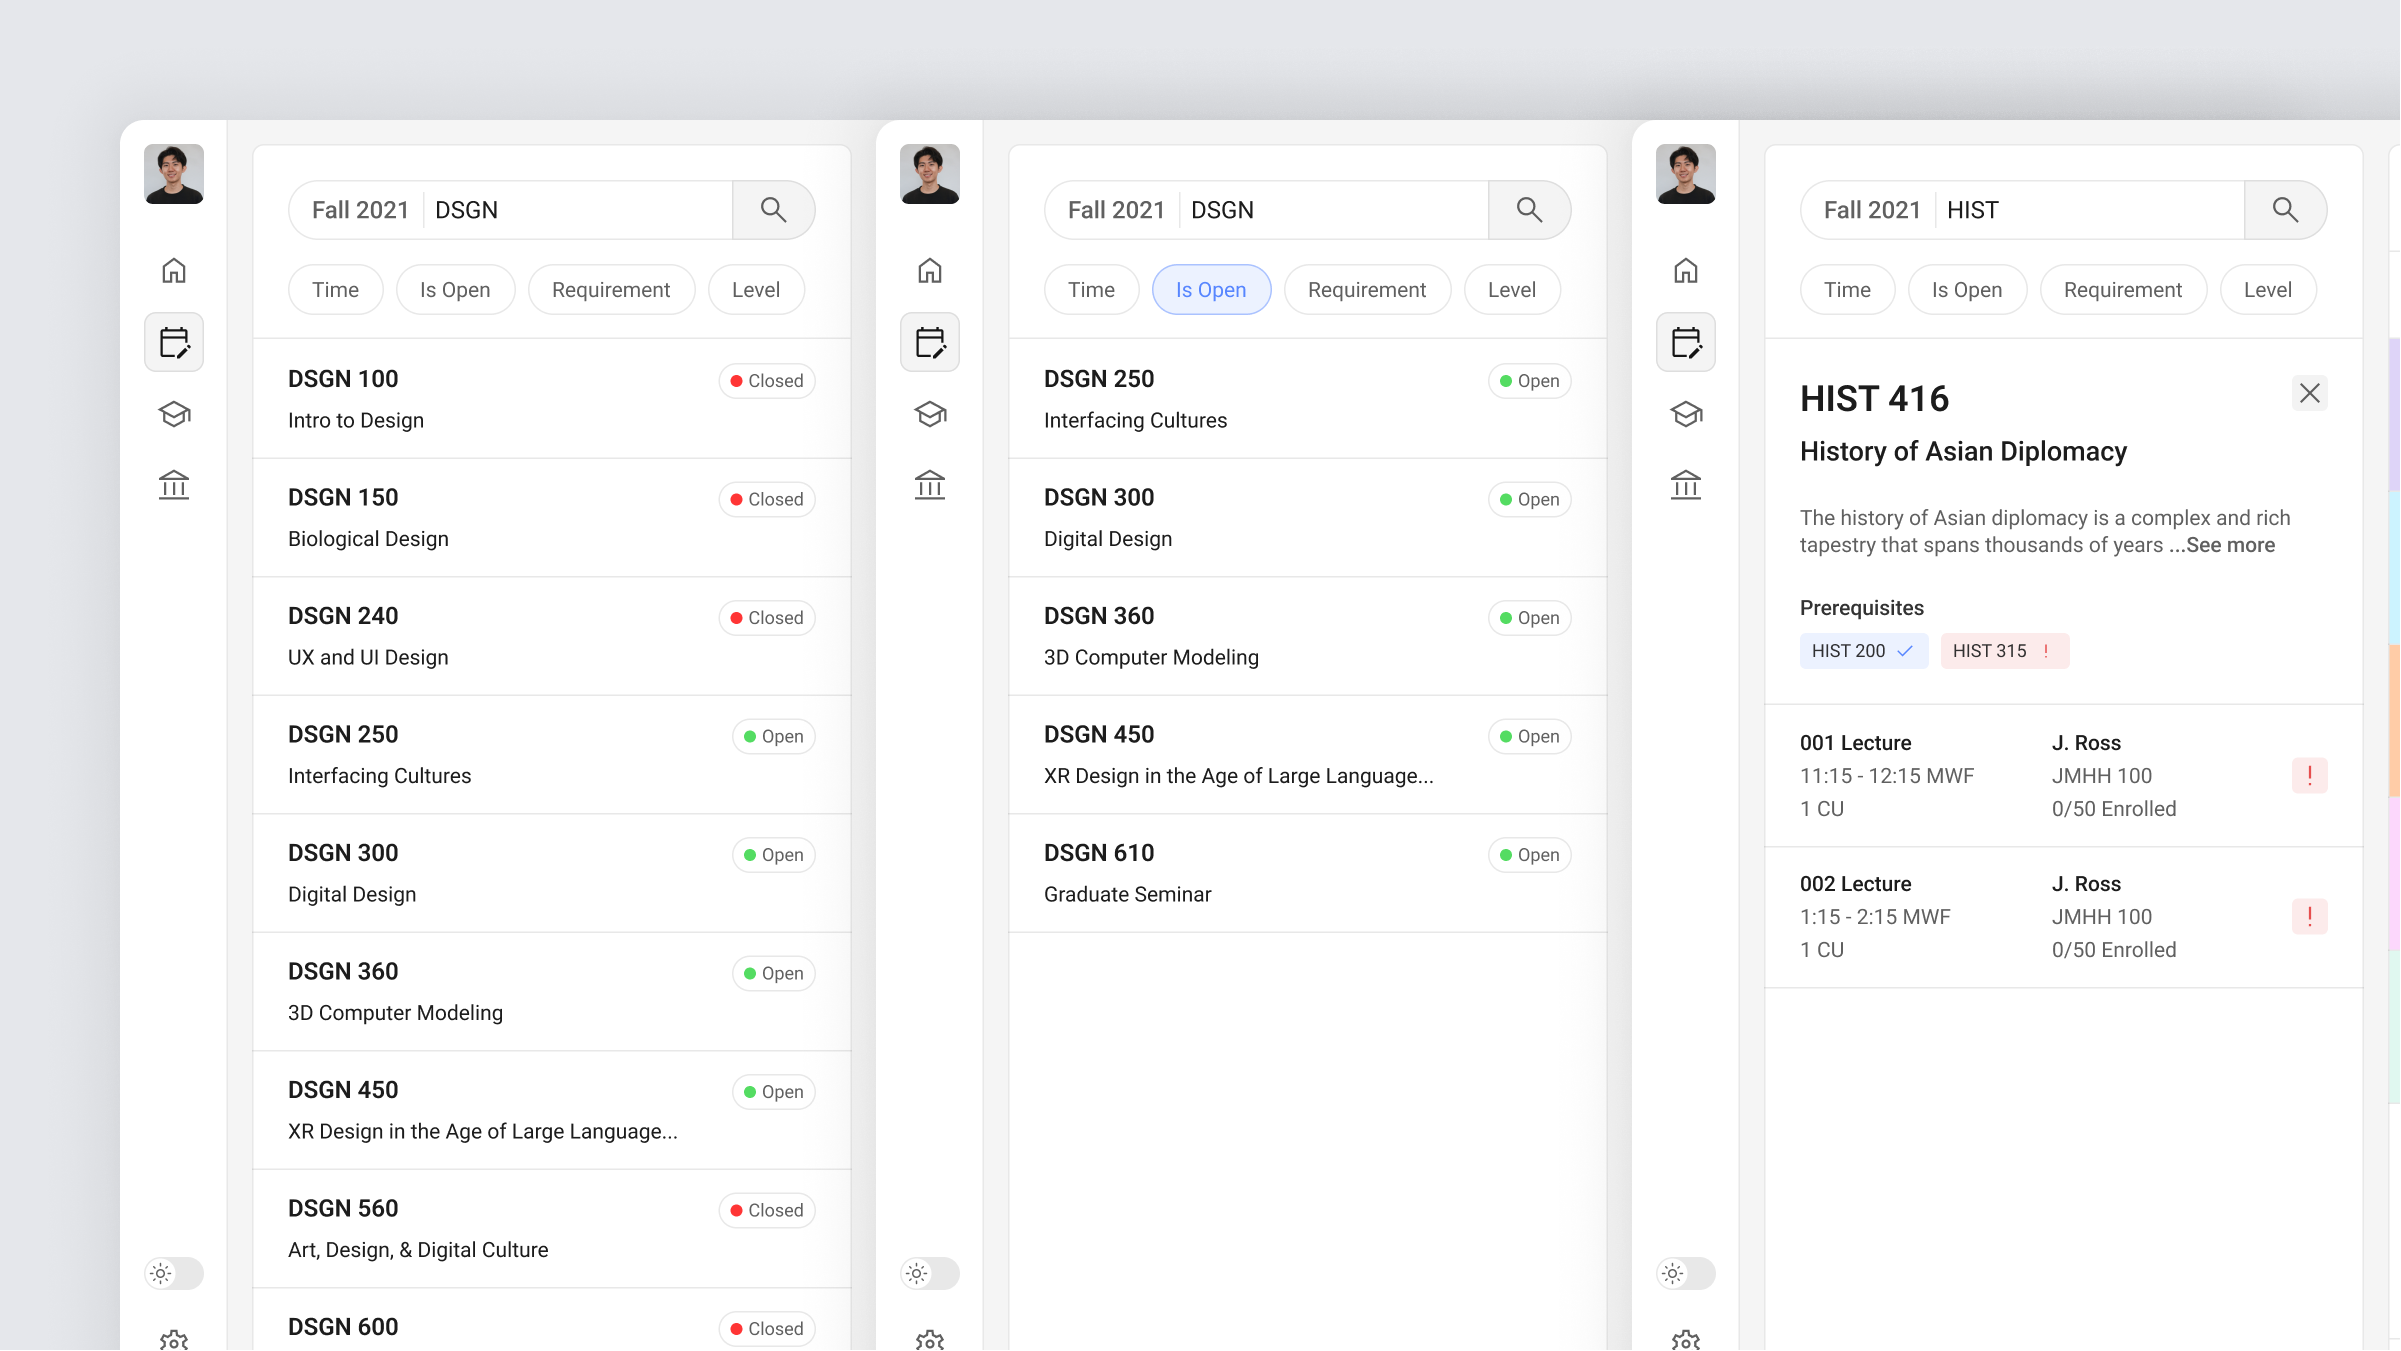 Fall 2021 DSGN
Time Is Open Requirement Level
DSGN 100 Closed
Intro to Design
DSGN 150 Closed
Biological Design
DSGN 240 Closed
UX and UI Design
DSGN 250 Open
Interfacing Cultures
DSGN 300 Open
Digital Design
DSGN 360 Open
3D Computer Modeling
DSGN 450 Open
XR Design in the Age of Large Language...
DSGN 560 Closed
Art, Design, & Digital Culture
DSGN 600 Closed
Fall 2021 DSGN
Time Is Open Requirement Level
DSGN 250 Open
Interfacing Cultures
DSGN 300 Open
Digital Design
DSGN 360 Open
3D Computer Modeling
DSGN 450 Open
XR Design in the Age of Large Language...
DSGN 610 Open
Graduate Seminar
Fall 2021 HIST
Time Is Open Requirement Level
HIST 416
History of Asian Diplomacy
The history of Asian diplomacy is a complex and rich
tapestry that spans thousands of years ...See more
Prerequisites
HIST 200 HIST 315 !
001 Lecture J. Ross
11:15 - 12:15 MWF JMHH 100 !
1 CU 0/50 Enrolled
002 Lecture J. Ross
1:15 - 2:15 MWF JMHH 100 !
1 CU 0/50 Enrolled